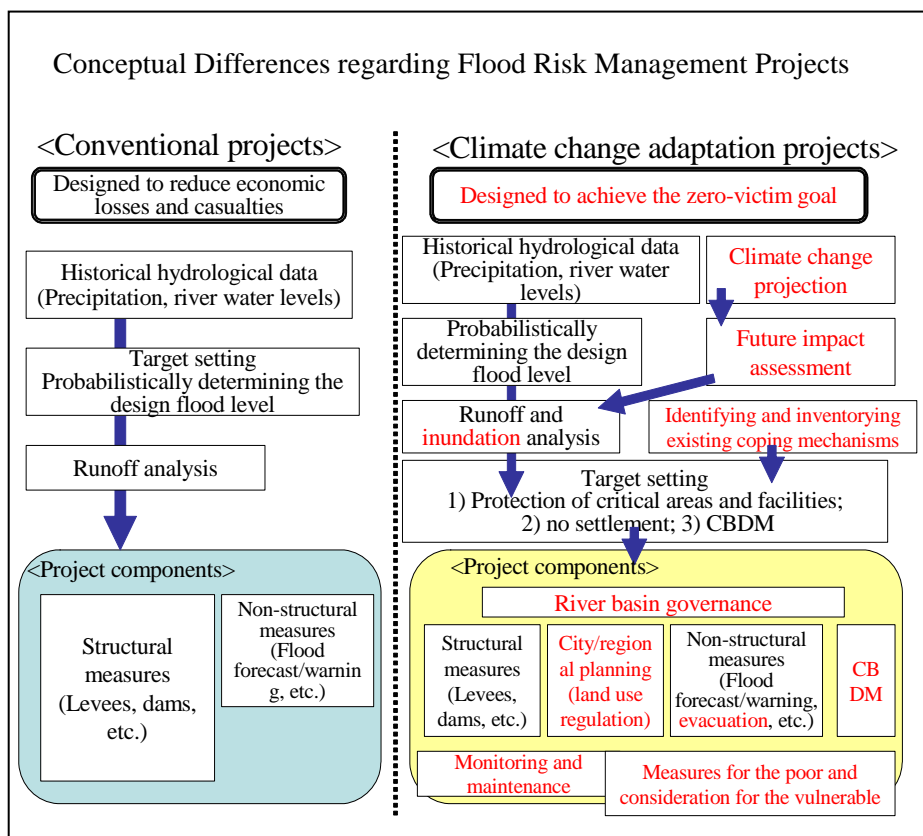 Conceptual Differences regarding Flood Risk Management Projects
<Conventional projects>
Designed to reduce economic
losses and casualties
Historical hydrological data
(Precipitation, river water levels)
Target setting
Probabilistically determining the
design flood level
Runoff analysis
<Project components>
Structural
measures
(Levees, dams,
etc.)
Non-structural
measures
(Flood
forecast/warnin
g, etc.)
<Climate change adaptation projects>
Designed to achieve the zero-victim goal
Historical hydrological data
(Precipitation, river water
levels)
Climate change
projection
Probabilistically
determining the design
flood level
Future impact
assessment
Runoff and
inundation analysis
Identifying and inventorying
existing coping mechanisms
Target setting
1) Protection of critical areas and facilities;
2) no settlement; 3) CBDM
<Project components>
River basin governance
Structural
measures
(Levees,
dams, etc.)
City/region
al planning
(land use
regulation)
Non-structural
measures
(Flood
forecast/warning,
evacuation, etc.)
CB
DM
Monitoring and
maintenance
Measures for the poor and
consideration for the vulnerable